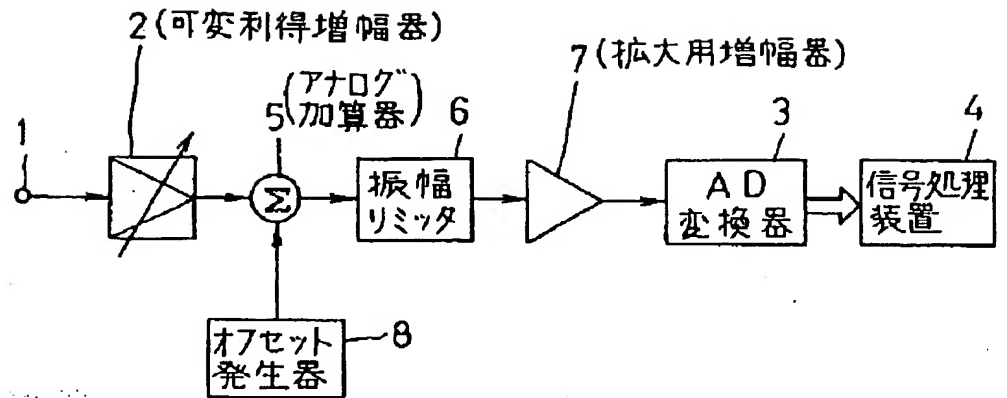 2(可変利得増幅器)
7(拡大用増幅器)
5(アナログ
加算器)
1
6
3
4
Σ
振幅
リミッタ
AD
変換器
信号処理
装置
オフセット
発生器
8